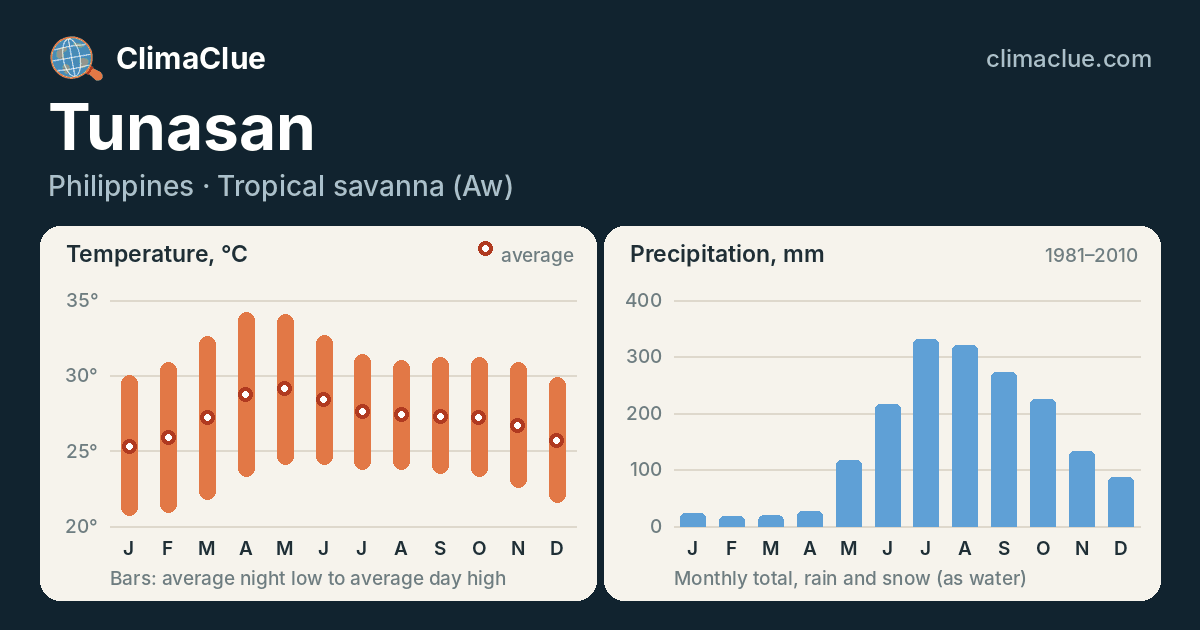 ClimaClue
climaclue.com
Tunasan
Philippines · Tropical savanna (Aw)
Temperature, °C
average
35°
30°
25°
20°
J F M A M J J A S O N D
Bars: average night low to average day high
Precipitation, mm
1981–2010
400
300
200
100
0
J F M A M J J A S O N D
Monthly total, rain and snow (as water)